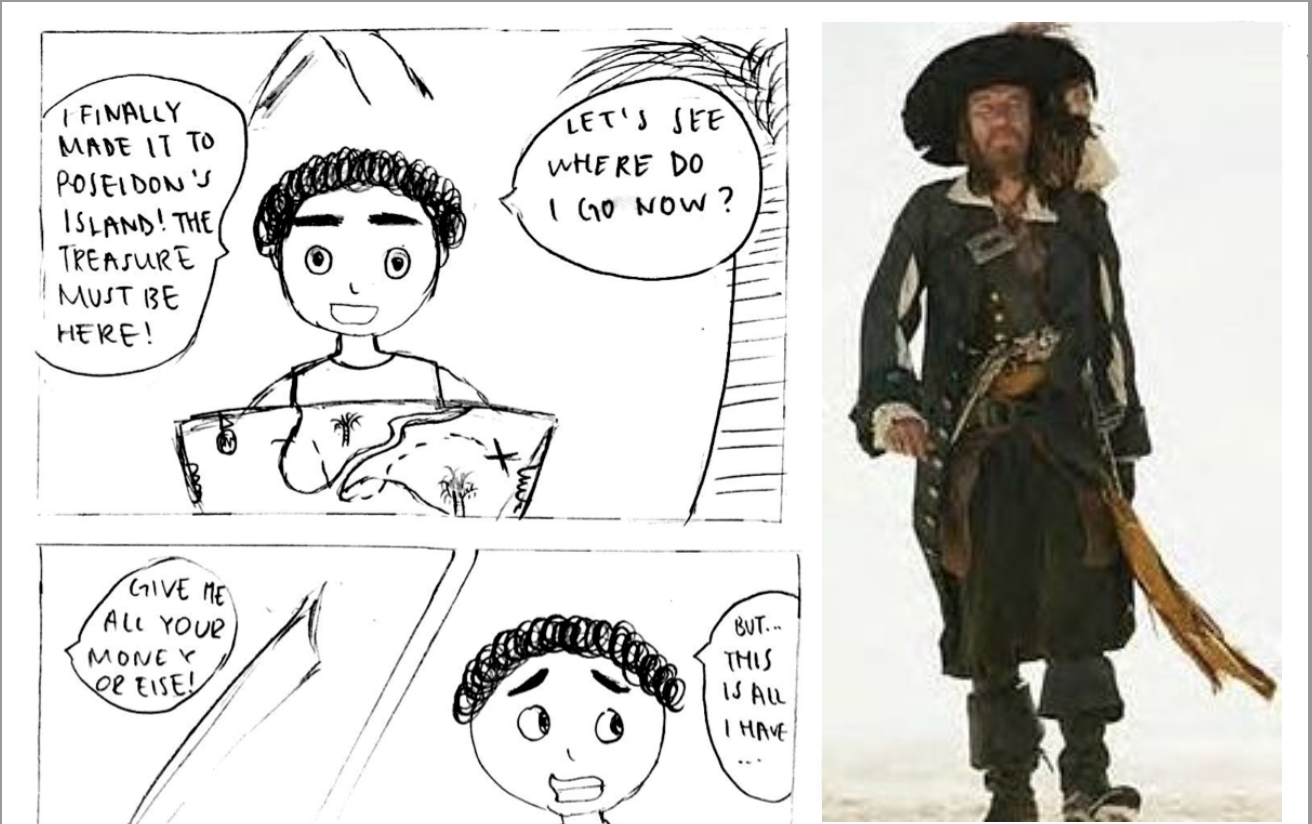 I FINALLY
MADE IT TO
POSEIDON'S
ISLAND! THE
TREASURE
MUST BE
HERE!
LET'S SEE
WHERE DO
I GO NOW?
GIVE ME
ALL YOUR
MONEY
OR ElSE!
BUT...
THIS
IS ALL
I HAVE
...